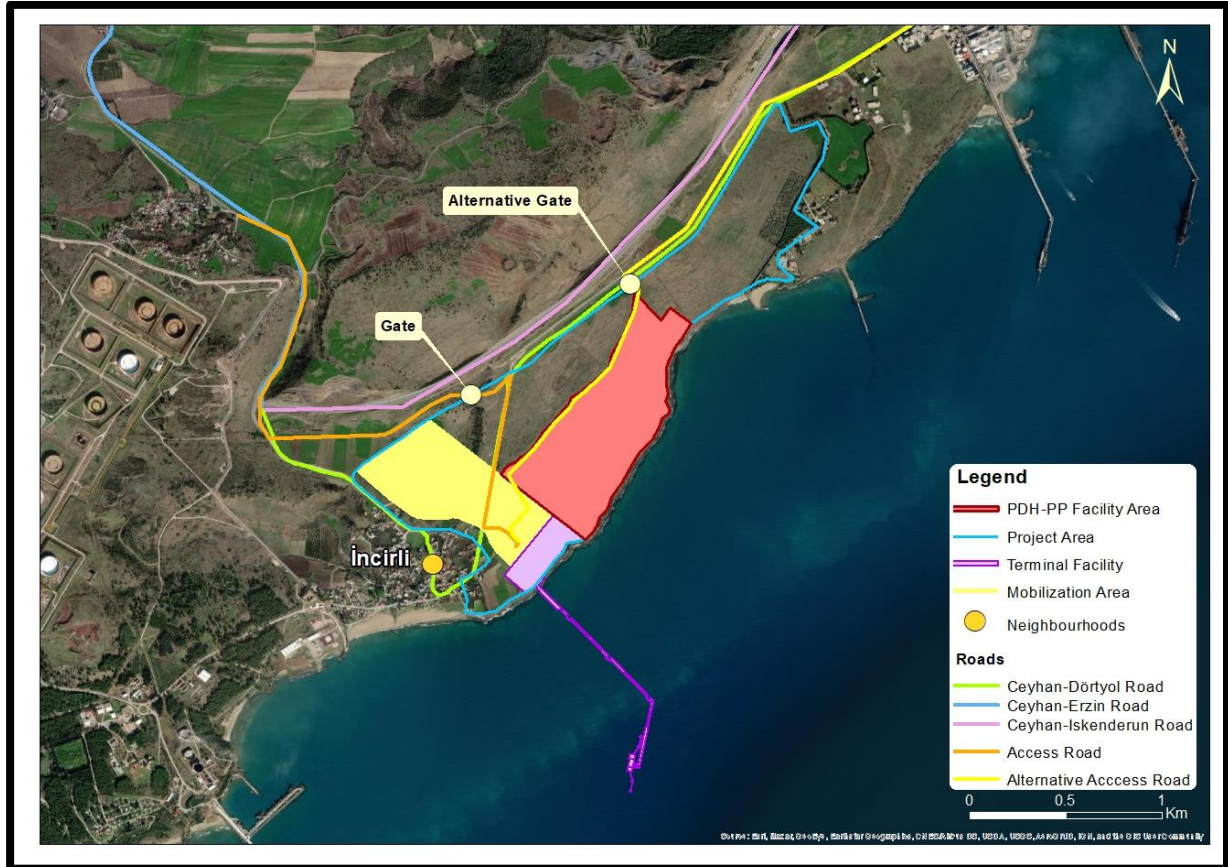 N
Alternative Gate
Gate
İncirli
Legend
PDH-PP Facility Area
Project Area
Terminal Facility
Mobilization Area
Neighbourhoods
Roads
Ceyhan-Dörtyol Road
Ceyhan-Erzin Road
Ceyhan-Iskenderun Road
Access Road
Alternative Acccess Road
0 0.5 1
Km